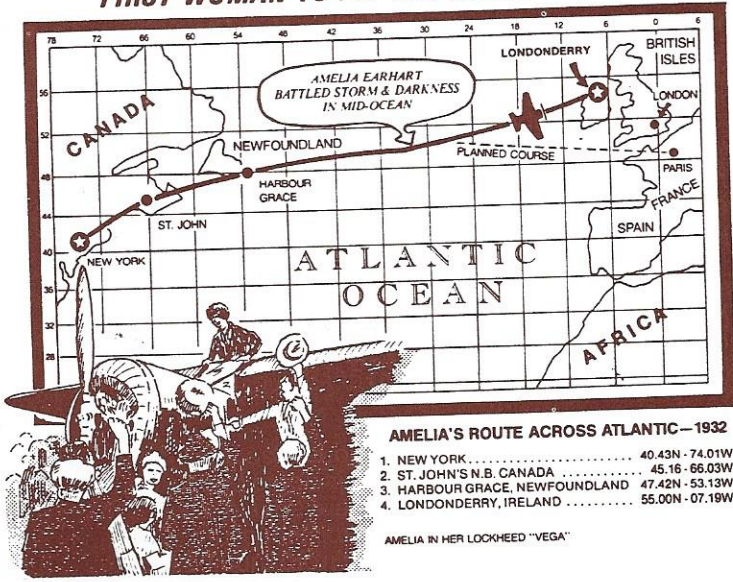 FIRST WOMAN TO
78 72 66 60 54 48 42 36 30 24 18 12 6 0 6
LONDONDERRY
BRITISH
ISLES
56
AMELIA EARHART
BATTLED STORM & DARKNESS
IN MID-OCEAN
LONDON
CANADA
52
NEWFOUNDLAND
PLANNED COURSE
48
HARBOUR
GRACE
PARIS
FRANCE
44
ST. JOHN
SPAIN
40
NEW YORK
ATLANTIC
OCEAN
36
32
AFRICA
28
AMELIA'S ROUTE ACROSS ATLANTIC—1932
1. NEW YORK .................... 40.43N - 74.01W
2. ST. JOHN'S N.B. CANADA ............ 45.16 - 66.03W
3. HARBOUR GRACE, NEWFOUNDLAND 47.42N - 53.13W
4. LONDONDERRY, IRELAND .......... 55.00N - 07.19W
AMELIA IN HER LOCKHEED "VEGA"